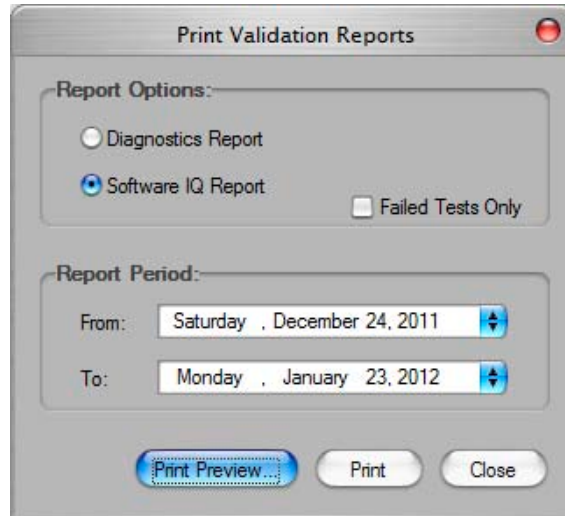 Print Validation Reports
Report Options:
Diagnostics Report
Software IQ Report
Failed Tests Only
Report Period:
From: Saturday , December 24, 2011
To: Monday , January 23, 2012
Print Preview... Print Close